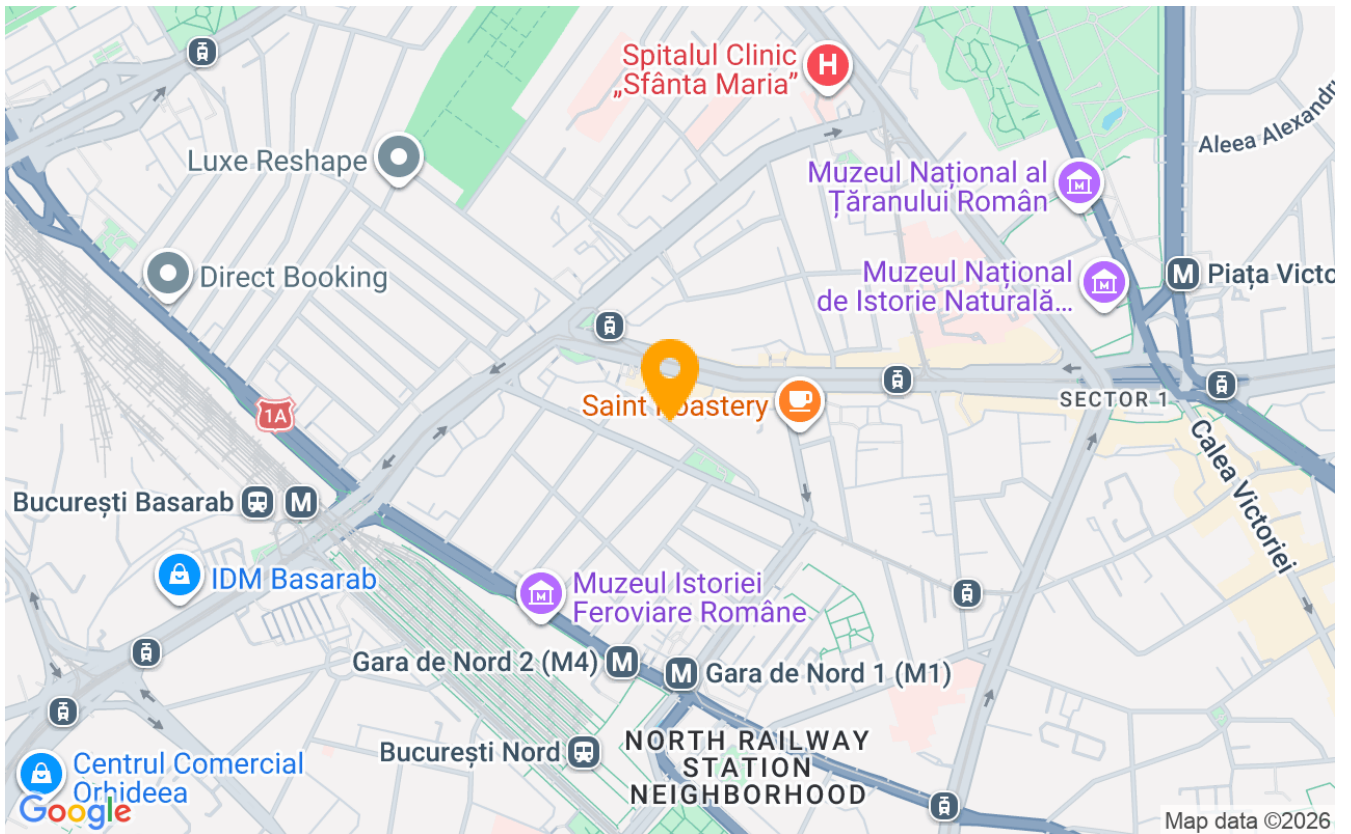 Spitalul Clinic
„Sfânta Maria”
H
Luxe Reshape
Muzeul Național al
Țăranului Român
Aleea Alexandr
Direct Booking
Muzeul Național
de Istorie Naturală...
M Piața Victo
Saint Roastery
SECTOR 1
1A
Calea Victoriei
București Basarab
M
IDM Basarab
Muzeul Istoriei
Feroviare Române
Gara de Nord 2 (M4) M
M Gara de Nord 1 (M1)
București Nord
NORTH RAILWAY
STATION
NEIGHBORHOOD
Centrul Comercial
Orhideea
Google
Map data ©2026